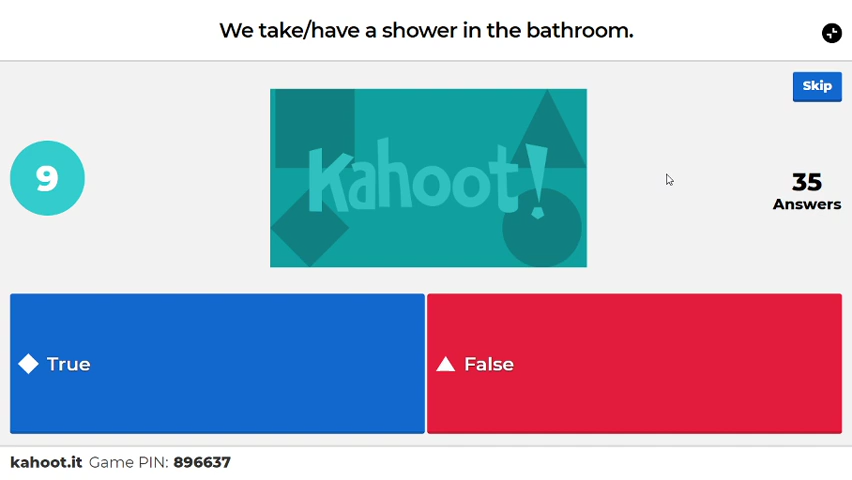 We take/have a shower in the bathroom.
Skip
9
Kahoot!
35
Answers
True
False
kahoot.it Game PIN: 896637